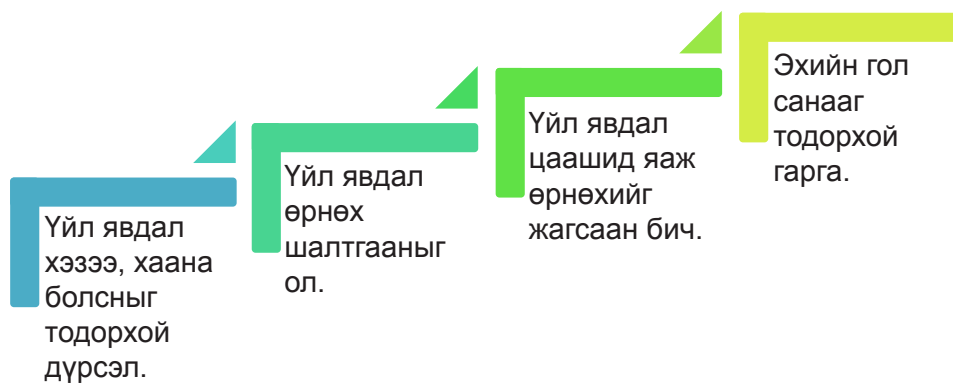 Үйл явдал
хэзээ, хаана
болсныг
тодорхой
дүрсэл.
Үйл явдал
өрнөх
шалтгааныг
ол.
Үйл явдал
цаашид яаж
өрнөхийг
жагсаан бич.
Эхийн гол
санааг
тодорхой
гарга.